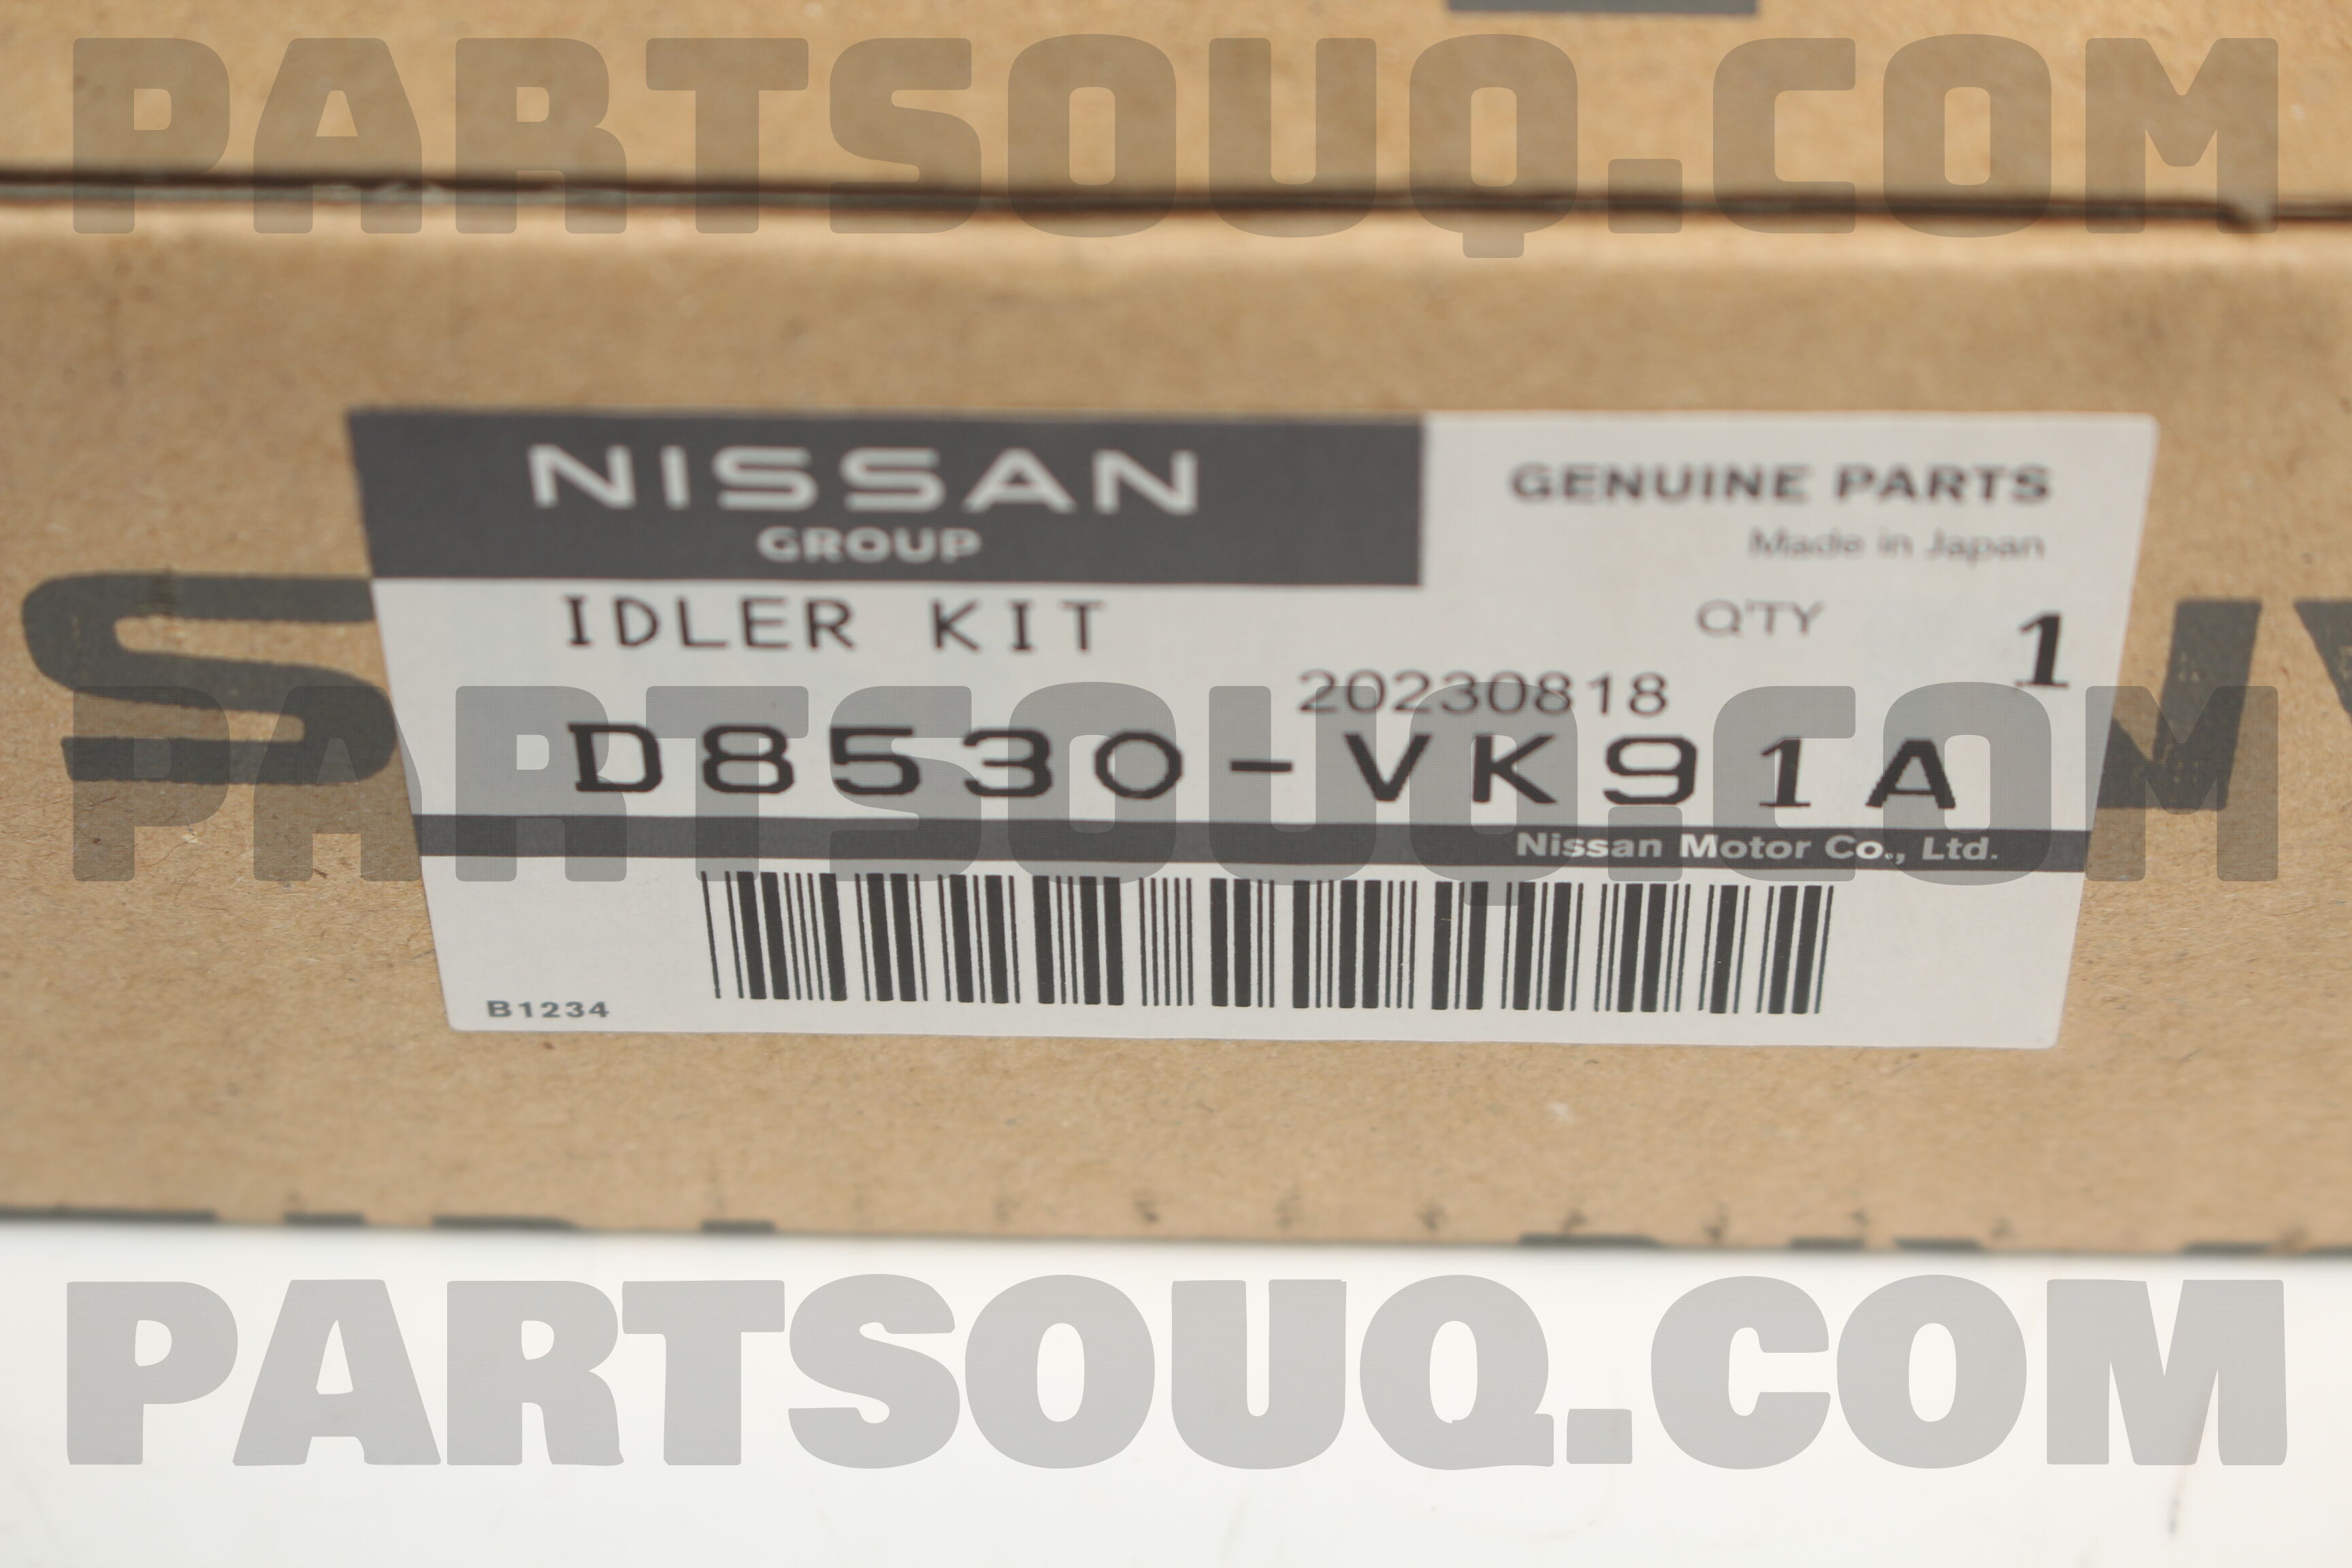 PARTSOUQ.COM
NISSAN
GROUP
GENUINE PARTS
Made in Japan
IDLER KIT
Q'TY 1
20230818
D8530-VK91A
PARTSOUQ.COM
Nissan Motor Co., Ltd.
B1234
PARTSOUQ.COM